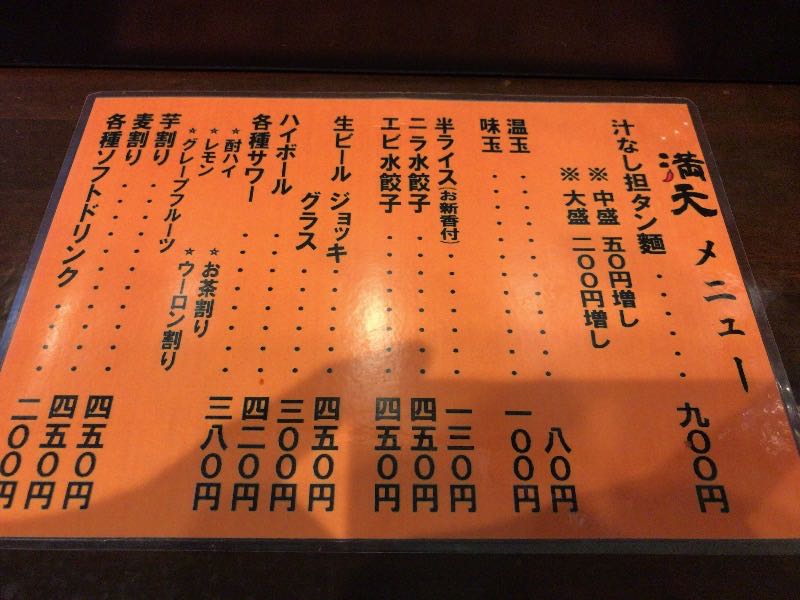 満天 メニュー
汁なし担タン麺・・・・・・九〇〇円
※ 中盛 五〇円増し
※ 大盛 二〇〇円増し
温玉・・・・・・・・・・八〇円
味玉・・・・・・・・・・一〇〇円
半ライス(お新香付)・・・・・・一三〇円
ニラ水餃子・・・・・・・四五〇円
エビ水餃子・・・・・・・四五〇円
生ビール ジョッキ・・・・・四五〇円
グラス・・・・・三〇〇円
ハイボール・・・・・・・四二〇円
各種サワー・・・・・・・三八〇円
★酎ハイ ★お茶割り
★レモン ★ウーロン割り
★グレープフルーツ
芋割り・・・・・・・・・四五〇円
麦割り・・・・・・・・・四五〇円
各種ソフトドリンク・・・・二〇〇円